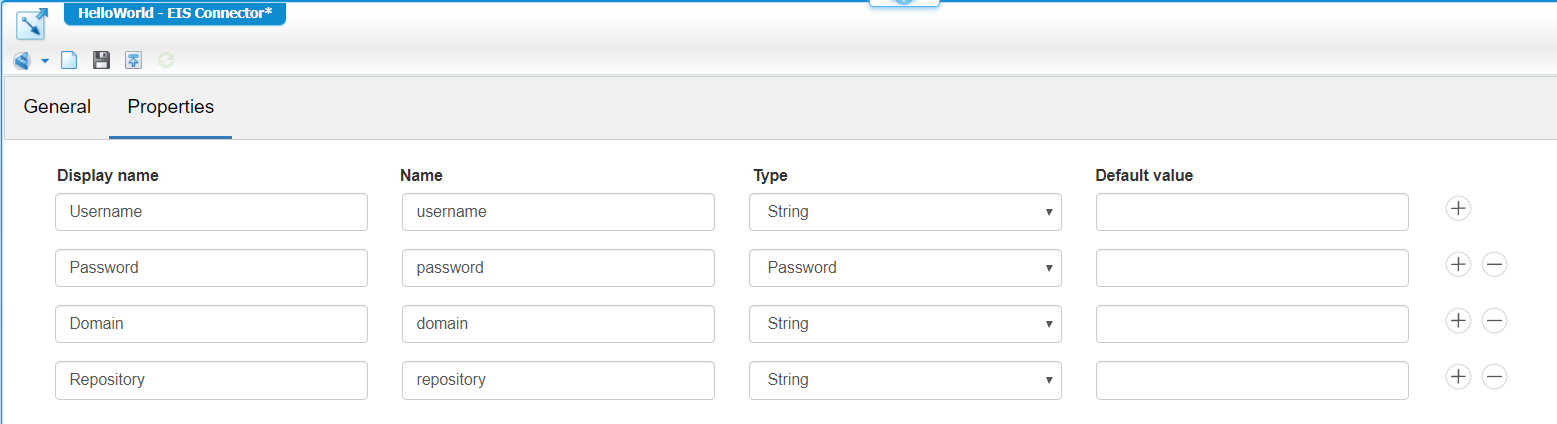 HelloWorld - EIS Connector*
General Properties
Display name Name Type Default value
Username username String
Password password Password
Domain domain String
Repository repository String